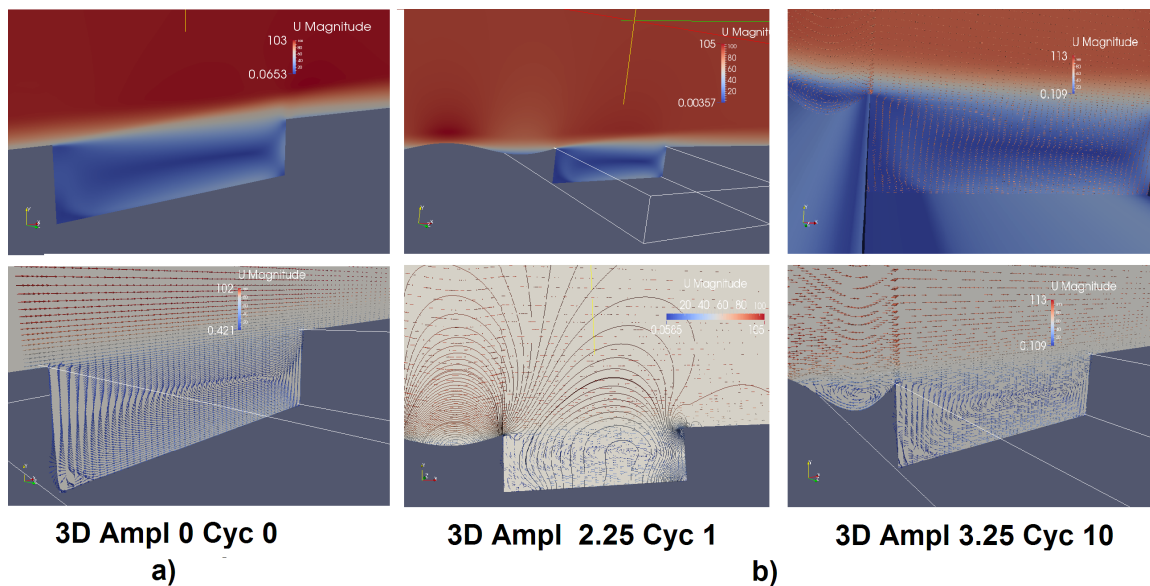 U Magnitude
103
0.0653
U Magnitude
105
100
80
60
40
20
0.00357
U Magnitude
113
0.109
U Magnitude
102
0.421
U Magnitude
20 40 60 80 100
0.0565
105
U Magnitude
113
0.109
3D Ampl 0 Cyc 0
3D Ampl 2.25 Cyc 1
3D Ampl 3.25 Cyc 10
a)
b)